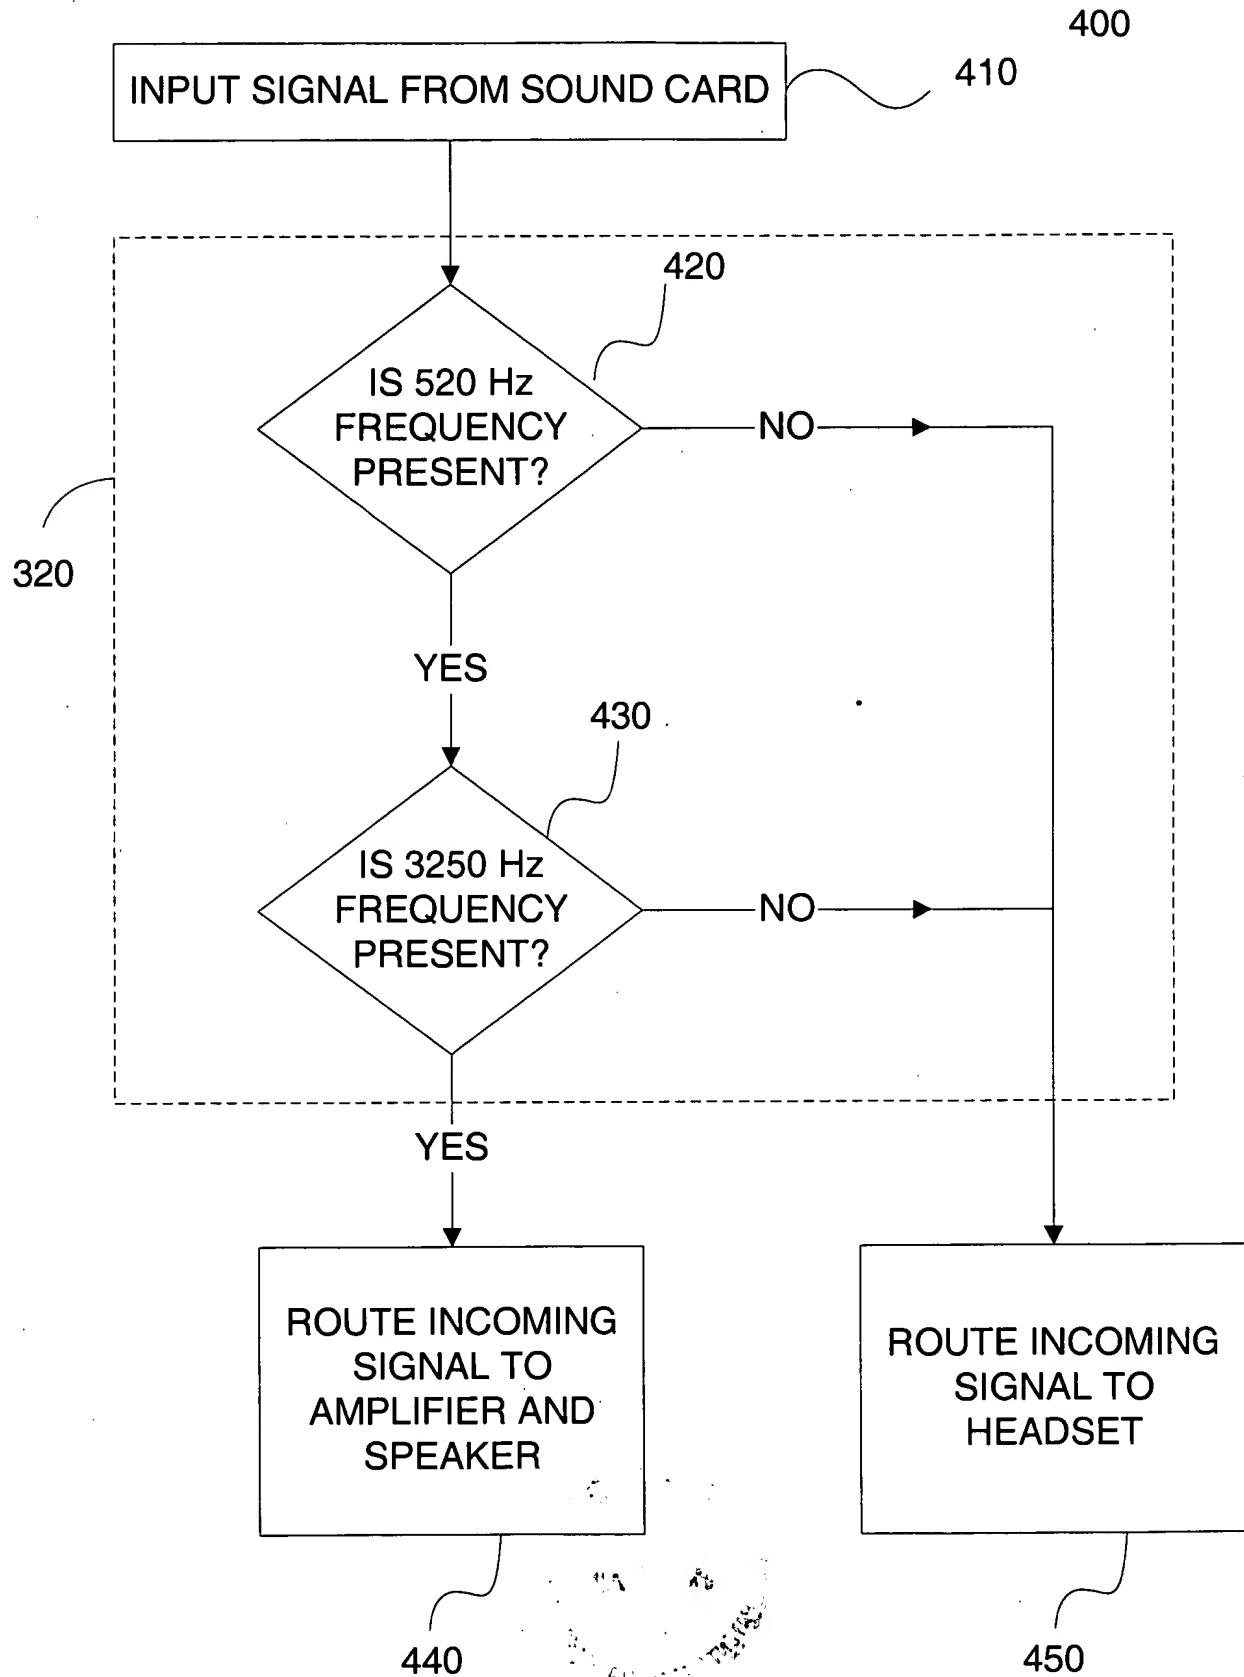 400
INPUT SIGNAL FROM SOUND CARD
410
420
IS 520 Hz
FREQUENCY
PRESENT?
NO
320
YES
430
IS 3250 Hz
FREQUENCY
PRESENT?
NO
YES
ROUTE INCOMING
SIGNAL TO
AMPLIFIER AND
SPEAKER
ROUTE INCOMING
SIGNAL TO
HEADSET
440
450